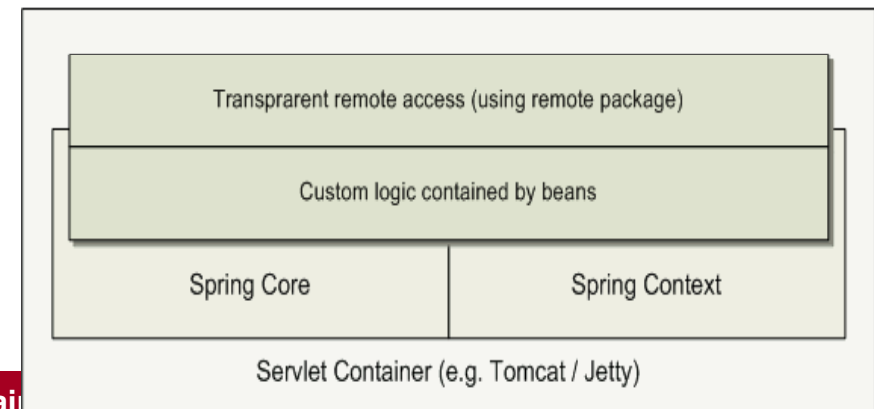 Transprarent remote access (using remote package)
Custom logic contained by beans
Spring Core
Spring Context
Servlet Container (e.g. Tomcat / Jetty)